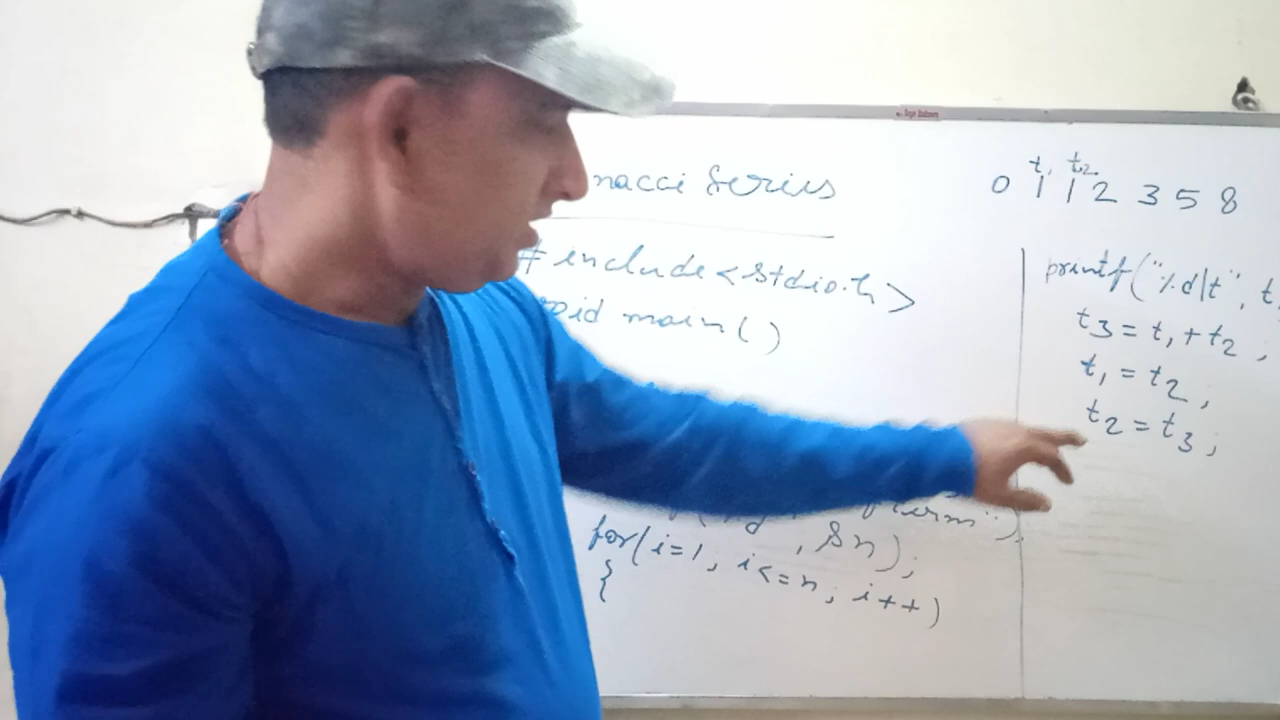 nacci Series
# include <stdio.h>
oid main()
, &n);
for(i=1; i<=n; i++)
{
t1 t2
0 1 1 2 3 5 8
printf("%d\t", t
t3 = t1 + t2 ;
t1 = t2 ;
t2 = t3 ;